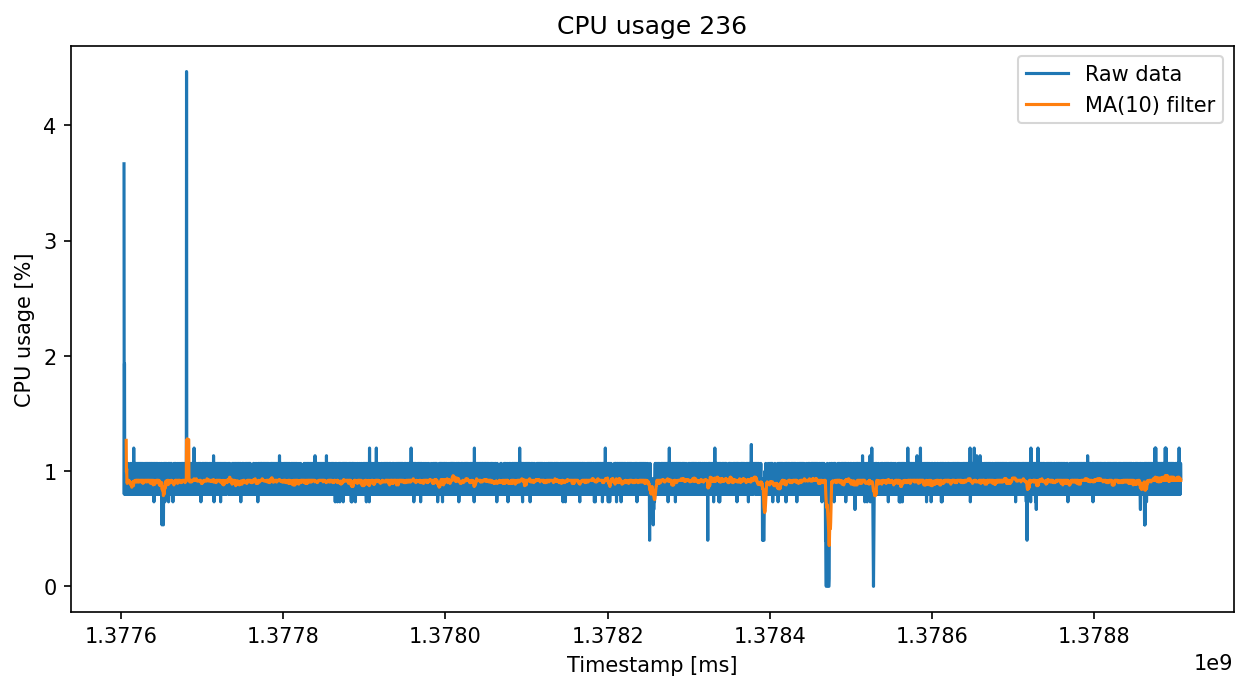 CPU usage 236
Raw data
MA(10) filter
CPU usage [%]
4
3
2
1
0
1.3776 1.3778 1.3780 1.3782 1.3784 1.3786 1.3788
1e9
Timestamp [ms]